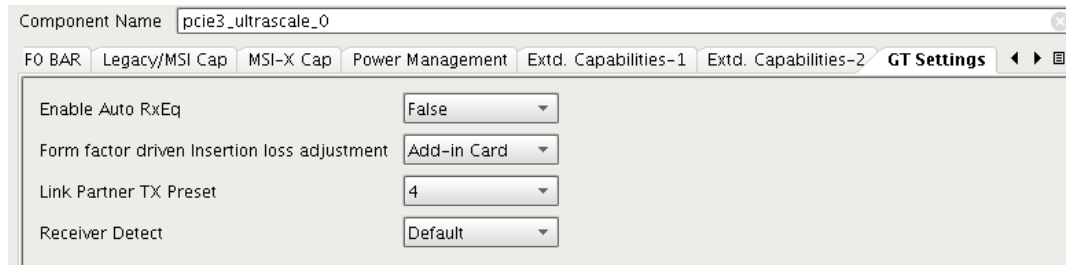 Component Name pcie3_ultrascale_0
F0 BAR Legacy/MSI Cap MSI-X Cap Power Management Extd. Capabilities-1 Extd. Capabilities-2 GT Settings
Enable Auto RxEq False
Form factor driven Insertion loss adjustment Add-in Card
Link Partner TX Preset 4
Receiver Detect Default